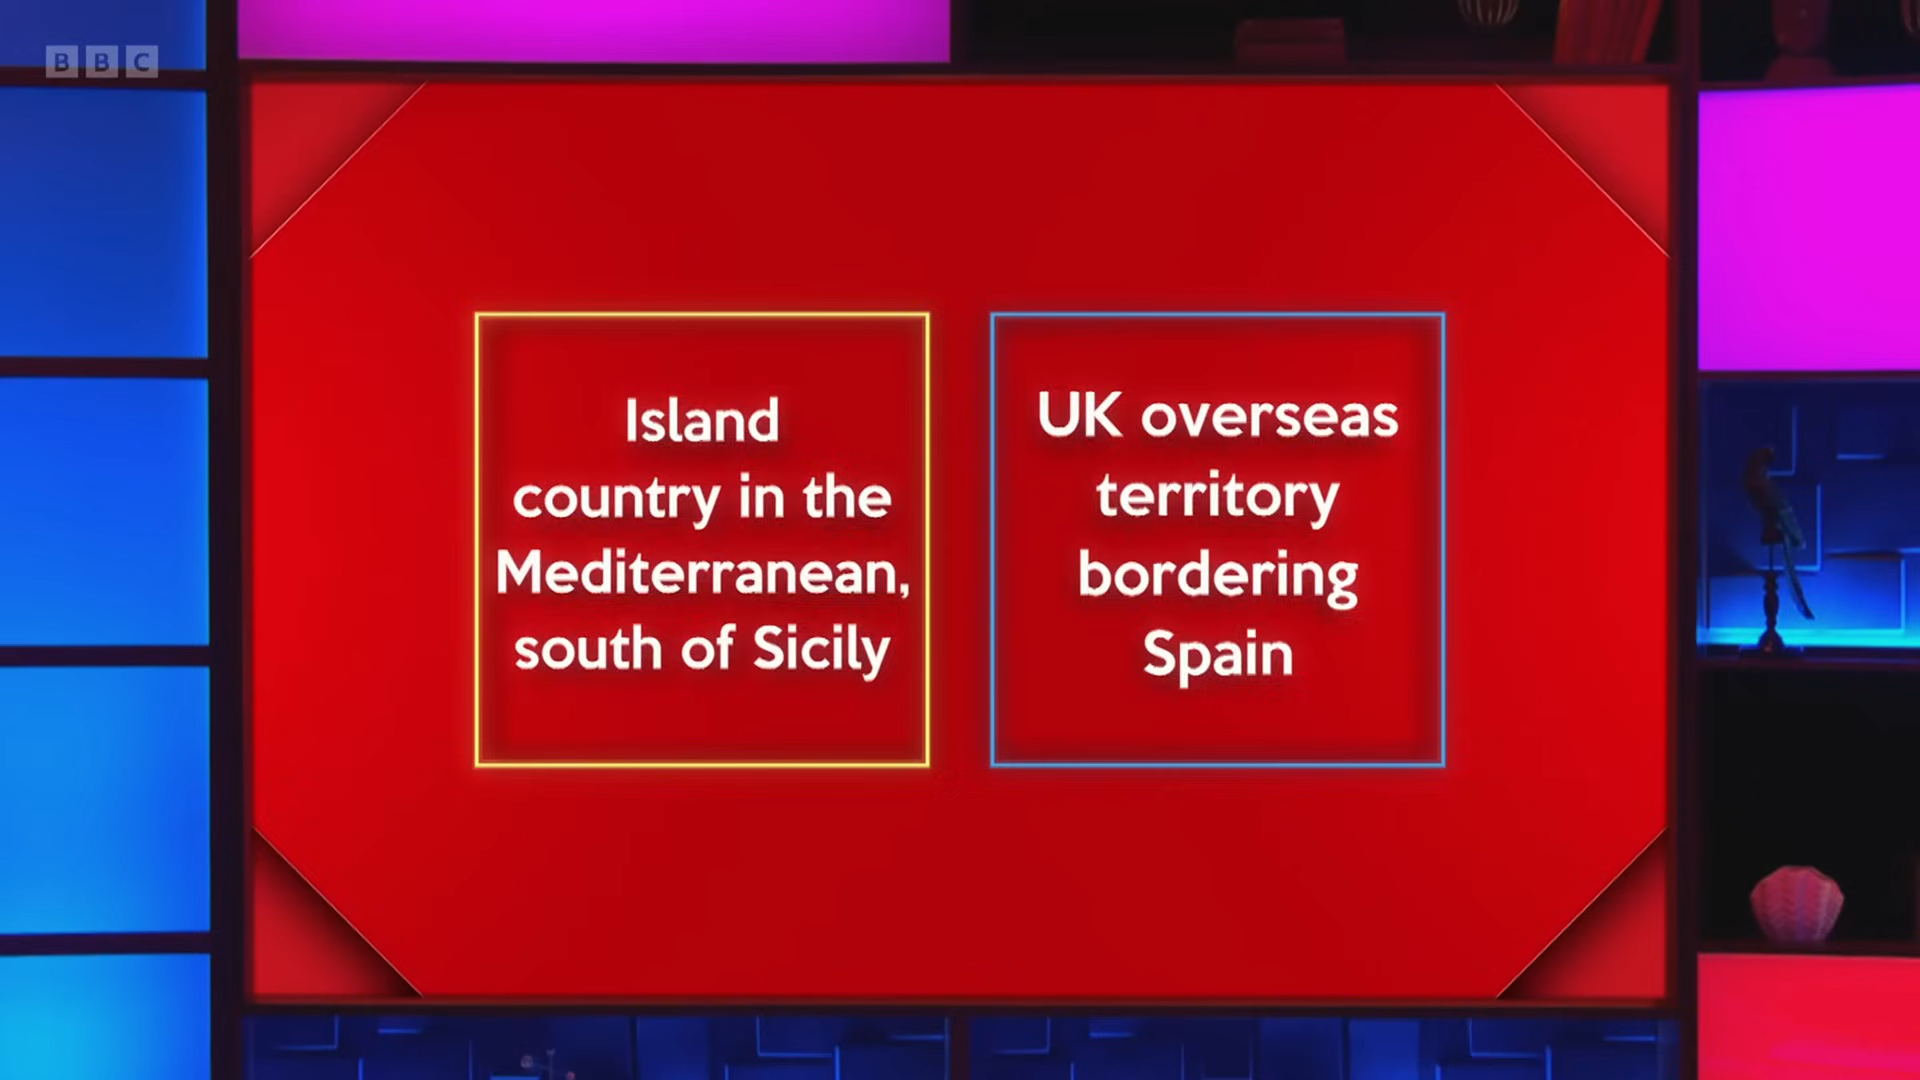 BBC
Island
country in the
Mediterranean,
south of Sicily
UK overseas
territory
bordering
Spain